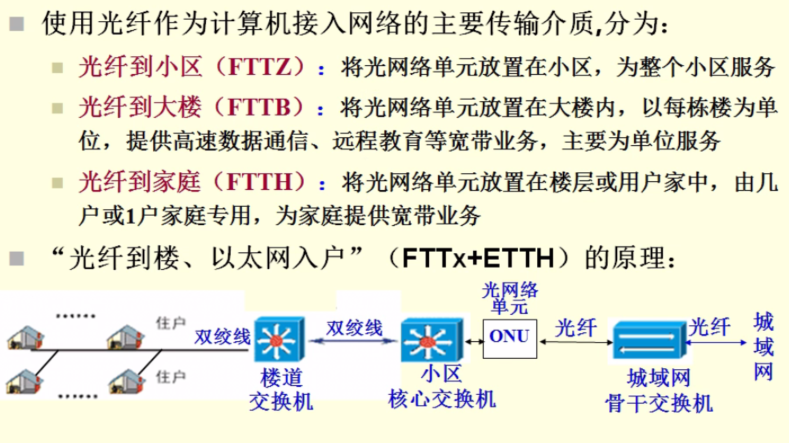 使用光纤作为计算机接入网络的主要传输介质,分为:
光纤到小区（FTTZ）：将光网络单元放置在小区，为整个小区服务
光纤到大楼（FTTB）：将光网络单元放置在大楼内，以每栋楼为单
位，提供高速数据通信、远程教育等宽带业务，主要为单位服务
光纤到家庭（FTTH）：将光网络单元放置在楼层或用户家中，由几
户或1户家庭专用，为家庭提供宽带业务
“光纤到楼、以太网入户”（FTTx+ETTH）的原理：
······
住户
住户
······
双绞线
楼道
交换机
双绞线
小区
核心交换机
光网络
单元
ONU
光纤
城域网
骨干交换机
光纤
城
域
网